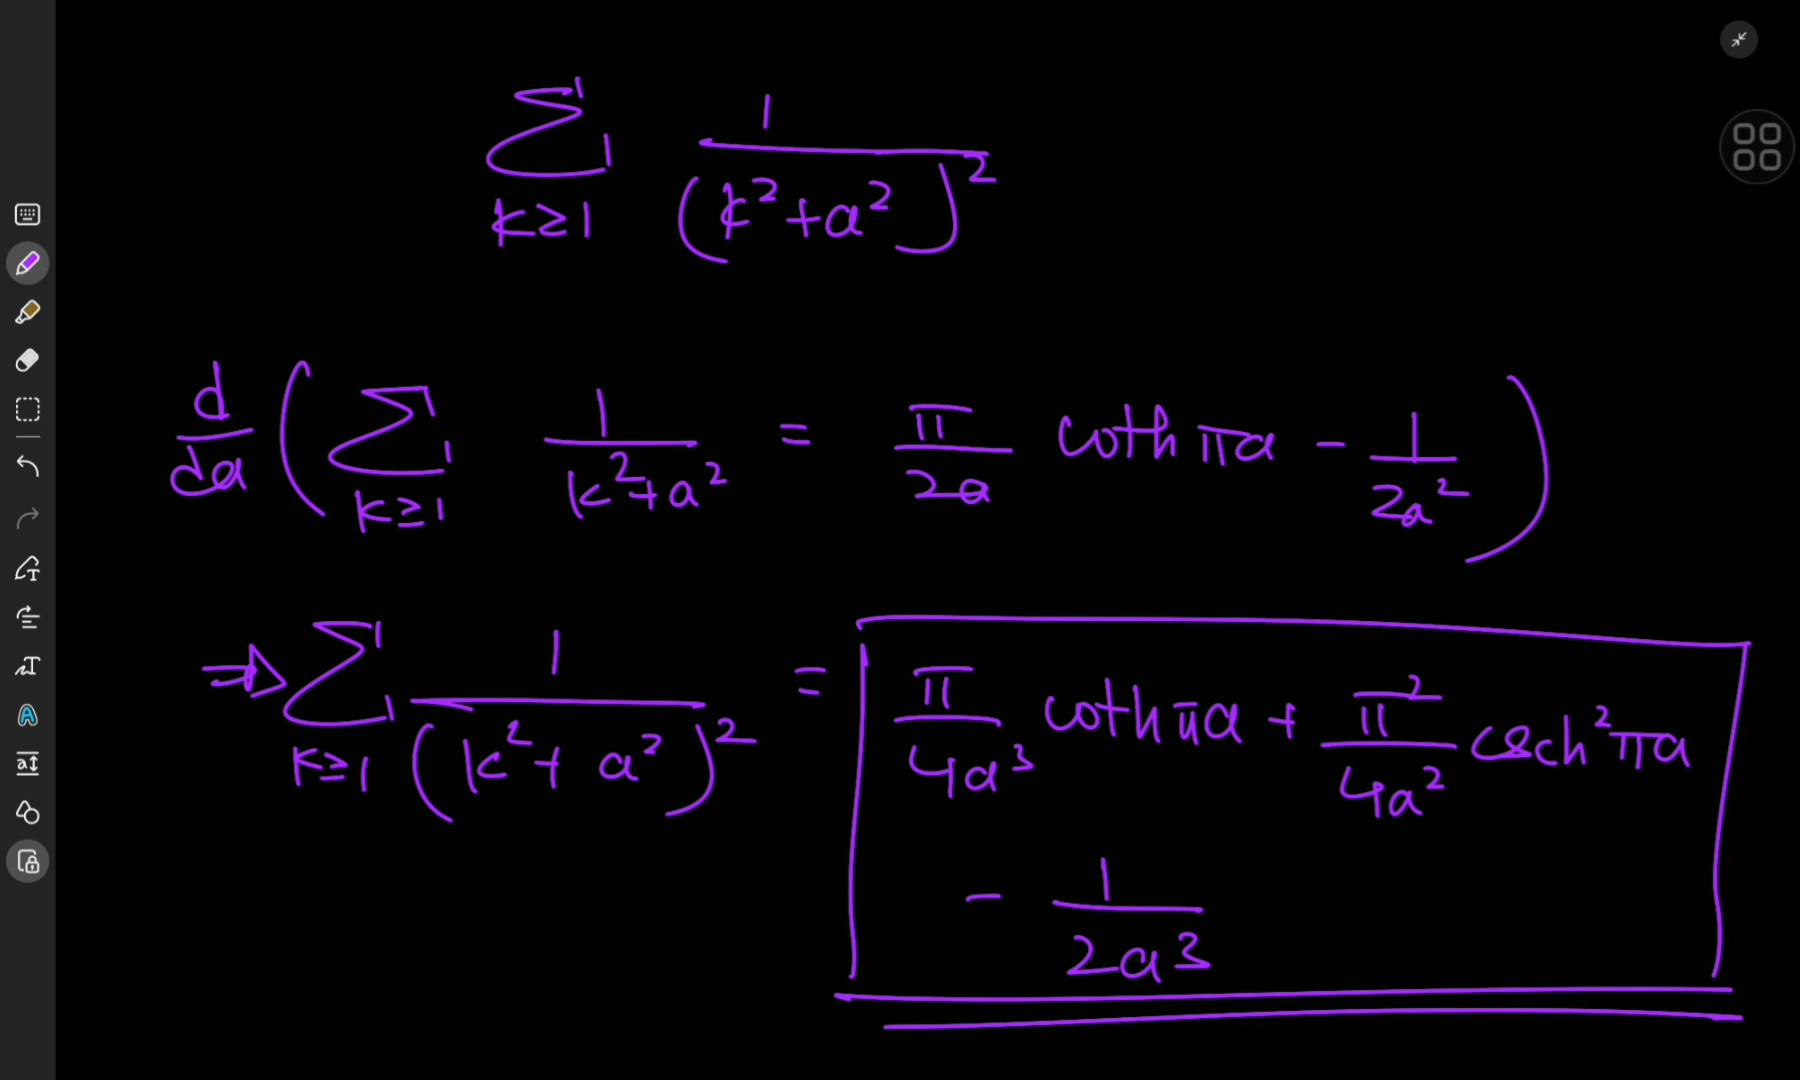 ∑_{k≥1} 1/(k²+a²)²
d/da ( ∑_{k≥1} 1/(k²+a²) = π/2a coth πa - 1/2a² )
⇒ ∑_{k≥1} 1/(k²+a²)² = π/4a³ coth πa + π²/4a² csch² πa
- 1/2a³